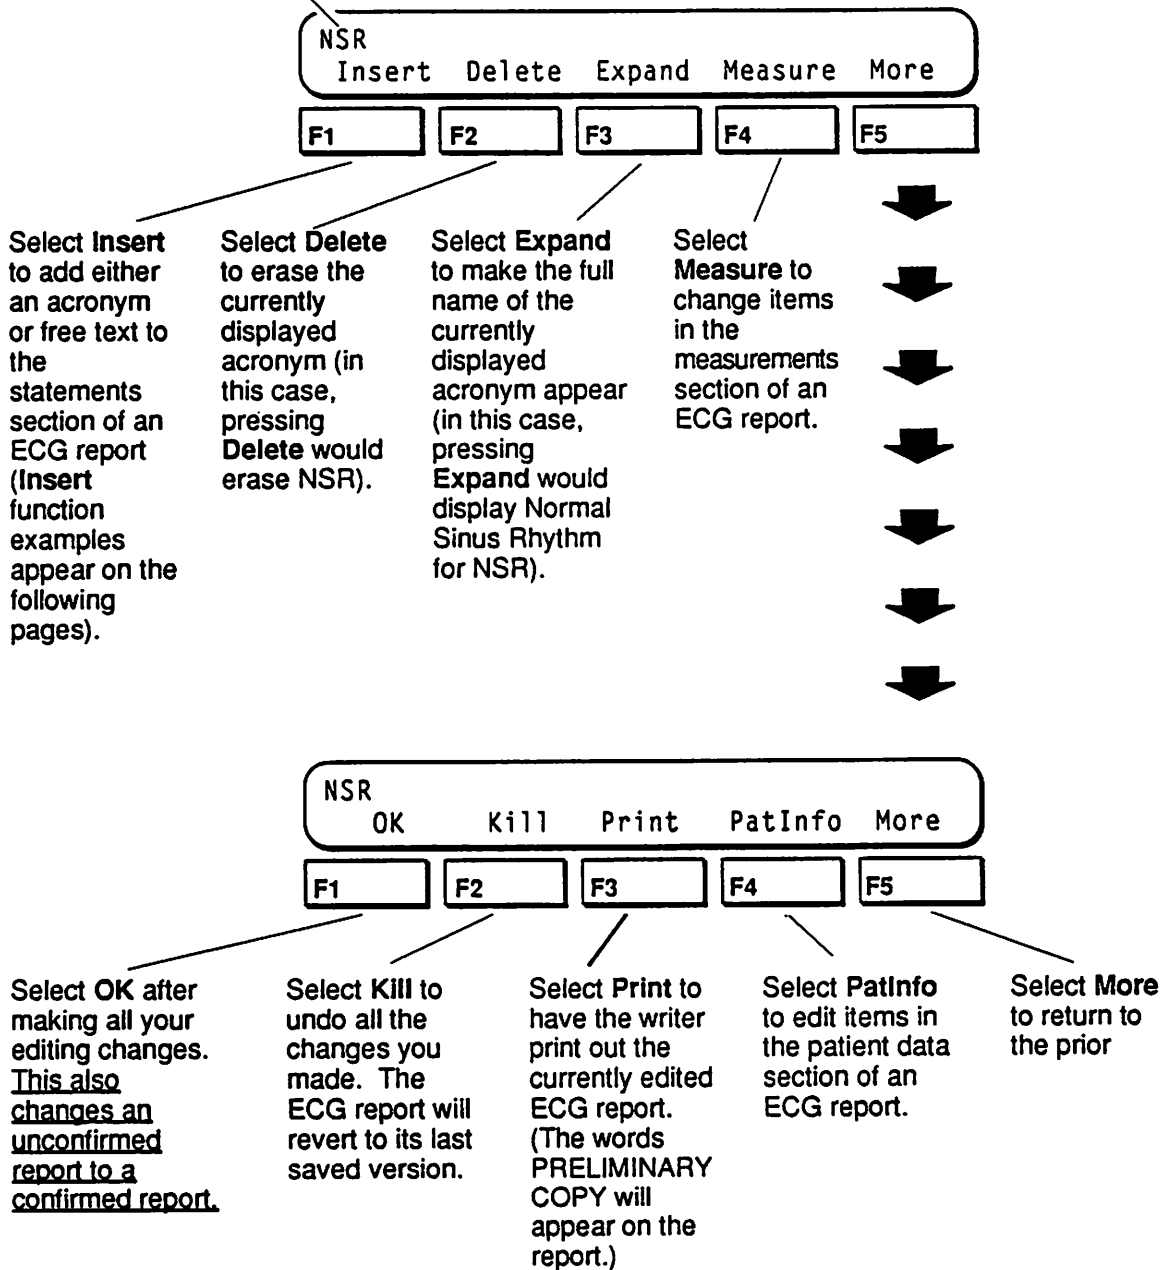 NSR
Insert Delete Expand Measure More
F1 F2 F3 F4 F5
Select Insert
to add either
an acronym
or free text to
the
statements
section of an
ECG report
(Insert
function
examples
appear on the
following
pages).
Select Delete
to erase the
currently
displayed
acronym (in
this case,
pressing
Delete would
erase NSR).
Select Expand
to make the full
name of the
currently
displayed
acronym appear
(in this case,
pressing
Expand would
display Normal
Sinus Rhythm
for NSR).
Select
Measure to
change items
in the
measurements
section of an
ECG report.
NSR
OK Kill Print PatInfo More
F1 F2 F3 F4 F5
Select OK after
making all your
editing changes.
This also
changes an
unconfirmed
report to a
confirmed report.
Select Kill to
undo all the
changes you
made. The
ECG report will
revert to its last
saved version.
Select Print to
have the writer
print out the
currently edited
ECG report.
(The words
PRELIMINARY
COPY will
appear on the
report.)
Select PatInfo
to edit items in
the patient data
section of an
ECG report.
Select More
to return to
the prior